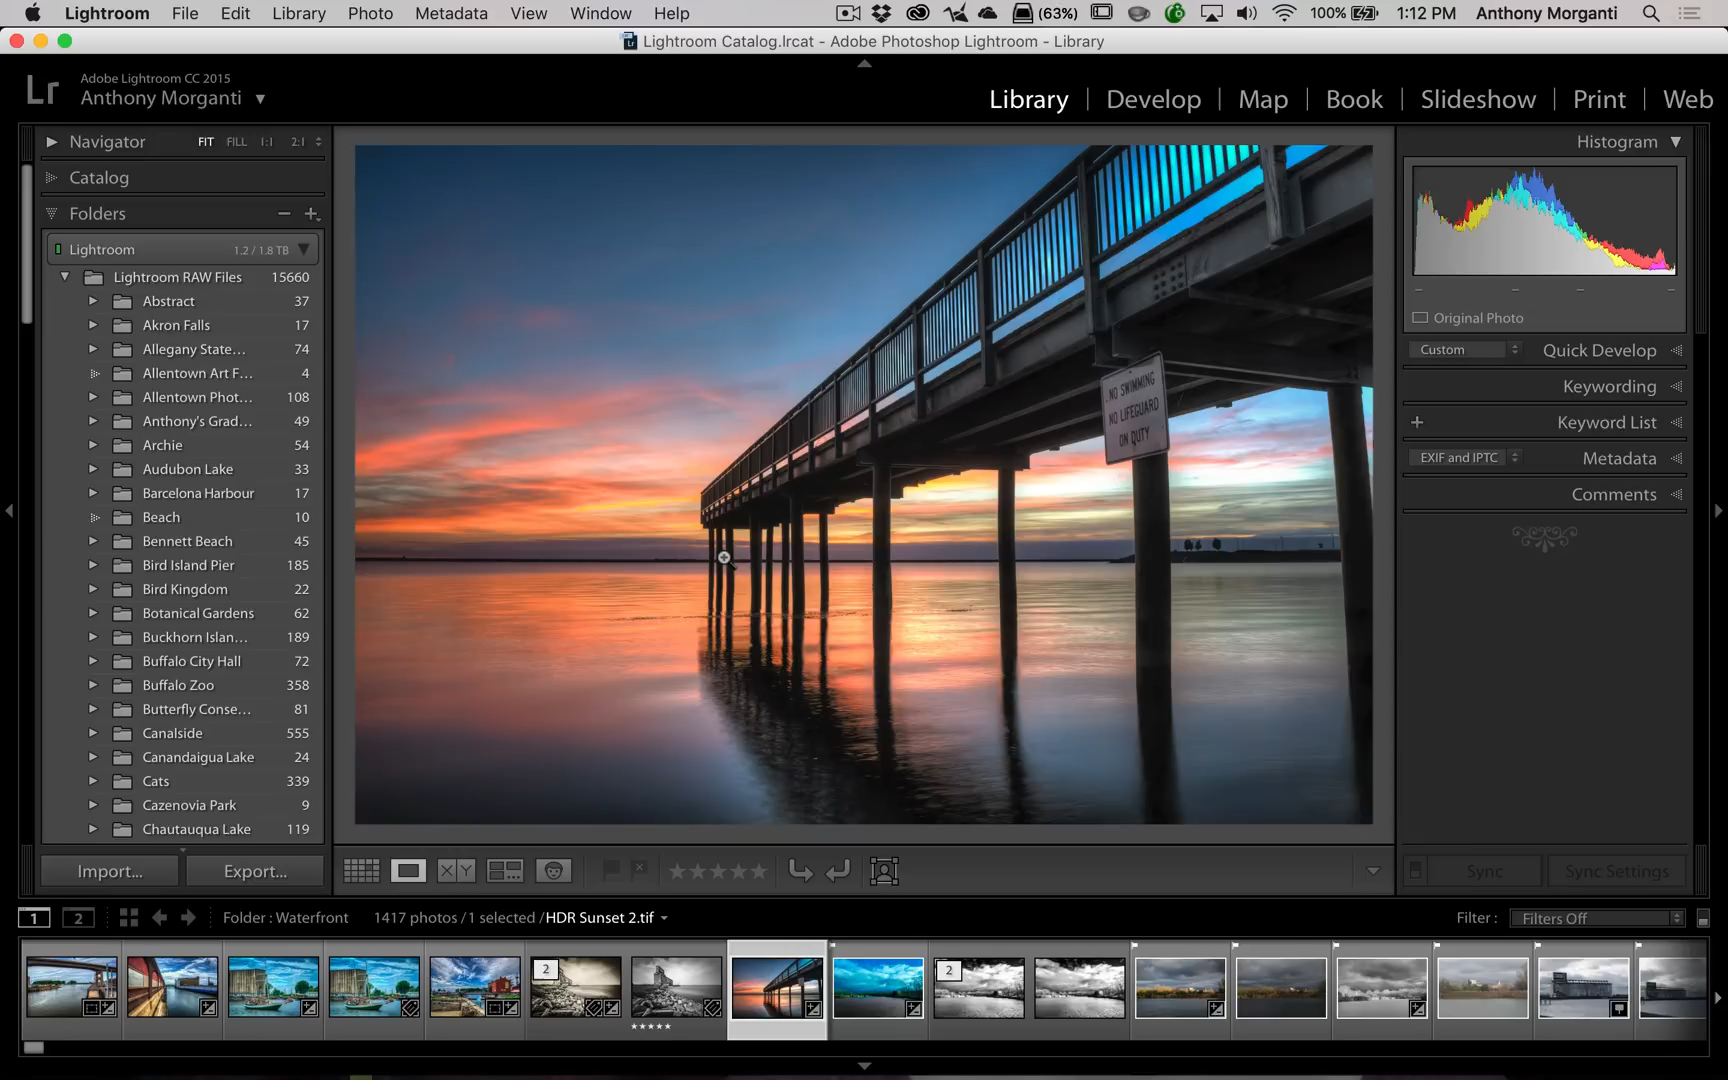 Lightroom File Edit Library Photo Metadata View Window Help (63%) 100% 1:12 PM Anthony Morganti
Lightroom Catalog.lrcat - Adobe Photoshop Lightroom - Library
Lr Adobe Lightroom CC 2015
Anthony Morganti
Library | Develop | Map | Book | Slideshow | Print | Web
Navigator FIT FILL 1:1 2:1
Catalog
Folders
Lightroom 1.2 / 1.8 TB
Lightroom RAW Files 15660
Abstract 37
Akron Falls 17
Allegany State... 74
Allentown Art F... 4
Allentown Phot... 108
Anthony's Grad... 49
Archie 54
Audubon Lake 33
Barcelona Harbour 17
Beach 10
Bennett Beach 45
Bird Island Pier 185
Bird Kingdom 22
Botanical Gardens 62
Buckhorn Islan... 189
Buffalo City Hall 72
Buffalo Zoo 358
Butterfly Conse... 81
Canalside 555
Canandaigua Lake 24
Cats 339
Cazenovia Park 9
Chautauqua Lake 119
Import... Export...
NO SWIMMING
NO LIFEGUARD
ON DUTY
Histogram
Original Photo
Custom Quick Develop
Keywording
Keyword List
EXIF and IPTC Metadata
Comments
X Y
Sync Sync Settings
1 2 Folder : Waterfront 1417 photos / 1 selected / HDR Sunset 2.tif Filter : Filters Off
2
2